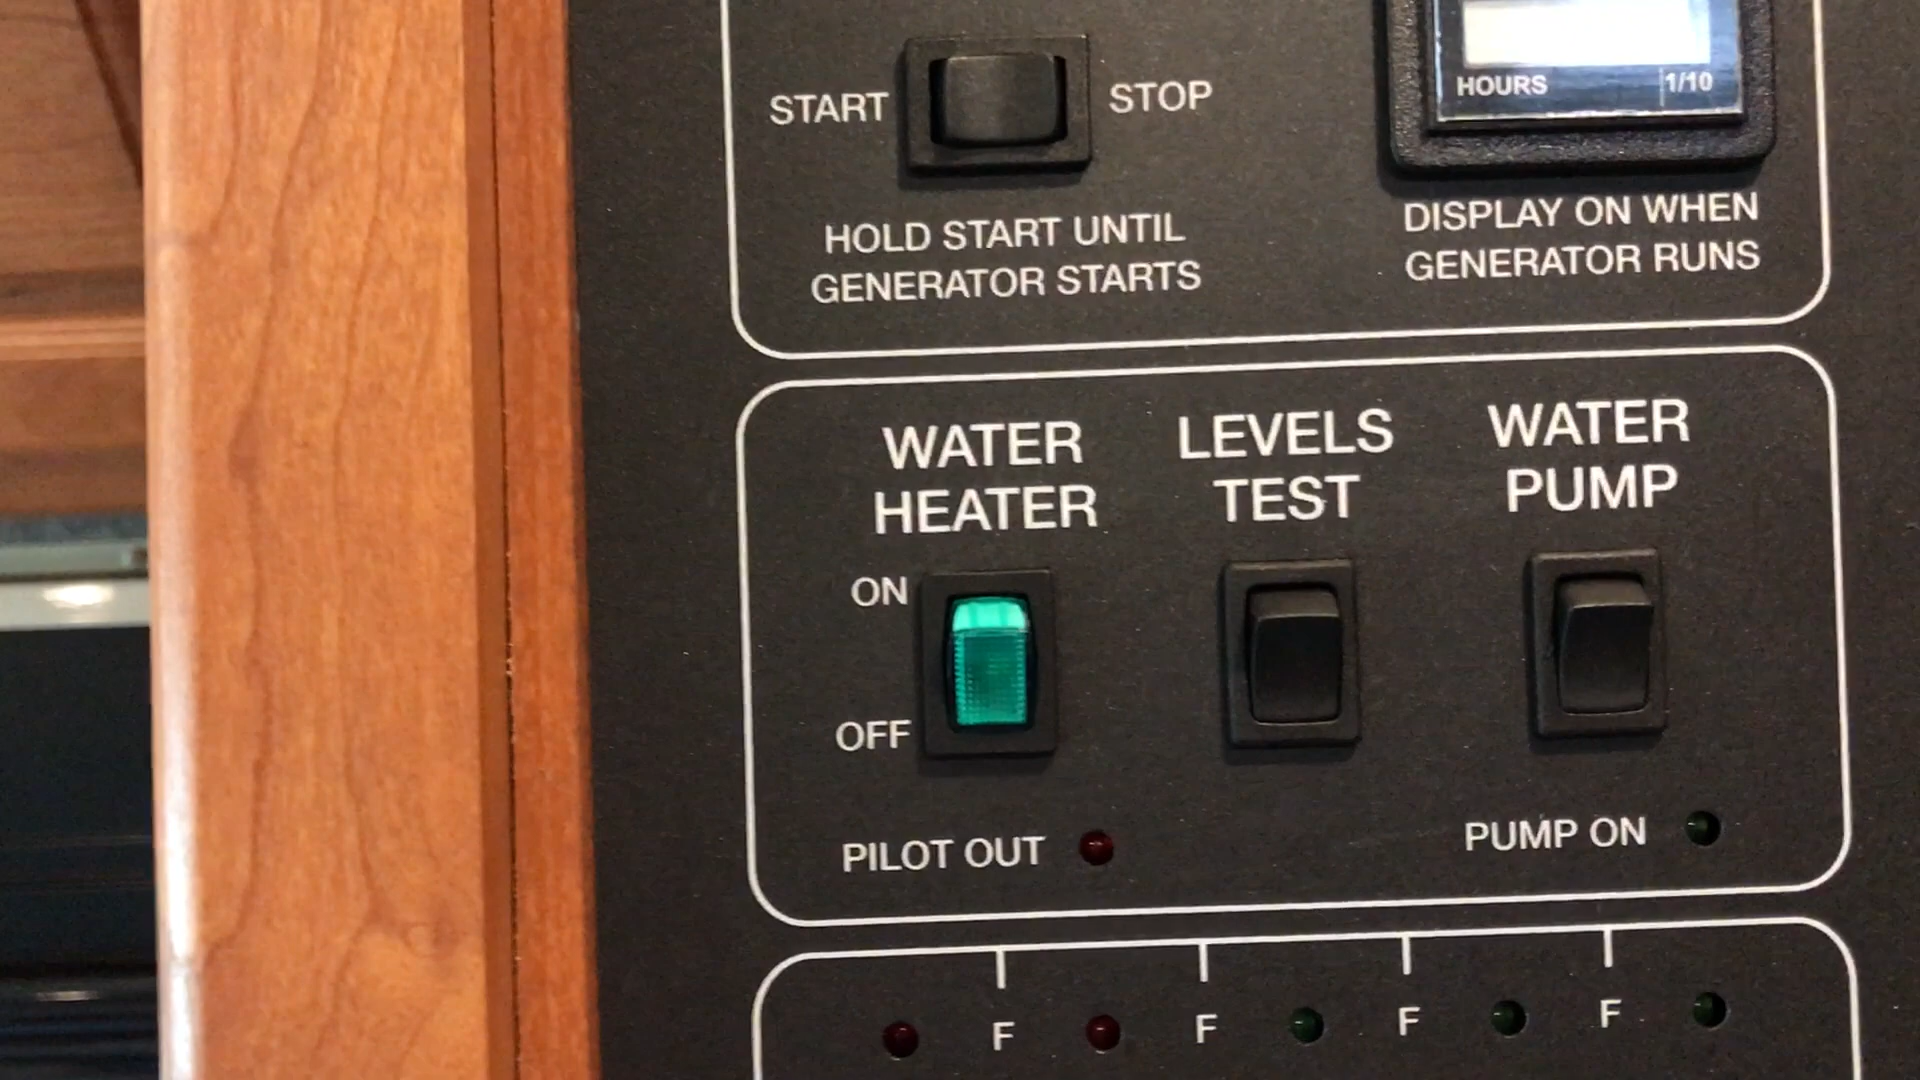 START STOP
HOLD START UNTIL
GENERATOR STARTS
HOURS 1/10
DISPLAY ON WHEN
GENERATOR RUNS
WATER
HEATER
ON
OFF
PILOT OUT
LEVELS
TEST
WATER
PUMP
PUMP ON
F F F F